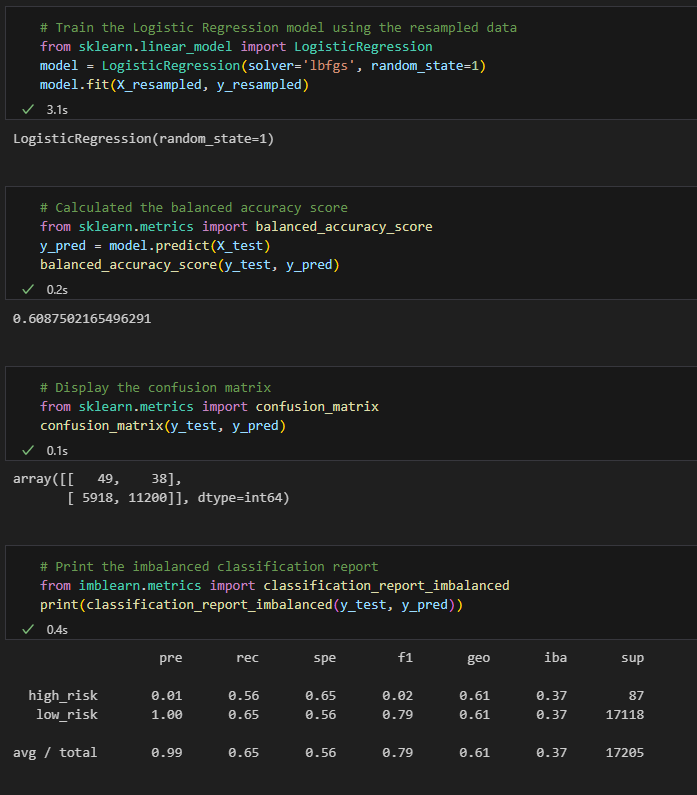 # Train the Logistic Regression model using the resampled data
from sklearn.linear_model import LogisticRegression
model = LogisticRegression(solver='lbfgs', random_state=1)
model.fit(X_resampled, y_resampled)
✓ 3.1s
LogisticRegression(random_state=1)
# Calculated the balanced accuracy score
from sklearn.metrics import balanced_accuracy_score
y_pred = model.predict(X_test)
balanced_accuracy_score(y_test, y_pred)
✓ 0.2s
0.6087502165496291
# Display the confusion matrix
from sklearn.metrics import confusion_matrix
confusion_matrix(y_test, y_pred)
✓ 0.1s
array([[   49,    38],
       [ 5918, 11200]], dtype=int64)
# Print the imbalanced classification report
from imblearn.metrics import classification_report_imbalanced
print(classification_report_imbalanced(y_test, y_pred))
✓ 0.4s
                   pre       rec       spe        f1       geo       iba       sup
  high_risk       0.01      0.56      0.65      0.02      0.61      0.37        87
   low_risk       1.00      0.65      0.56      0.79      0.61      0.37     17118
avg / total       0.99      0.65      0.56      0.79      0.61      0.37     17205